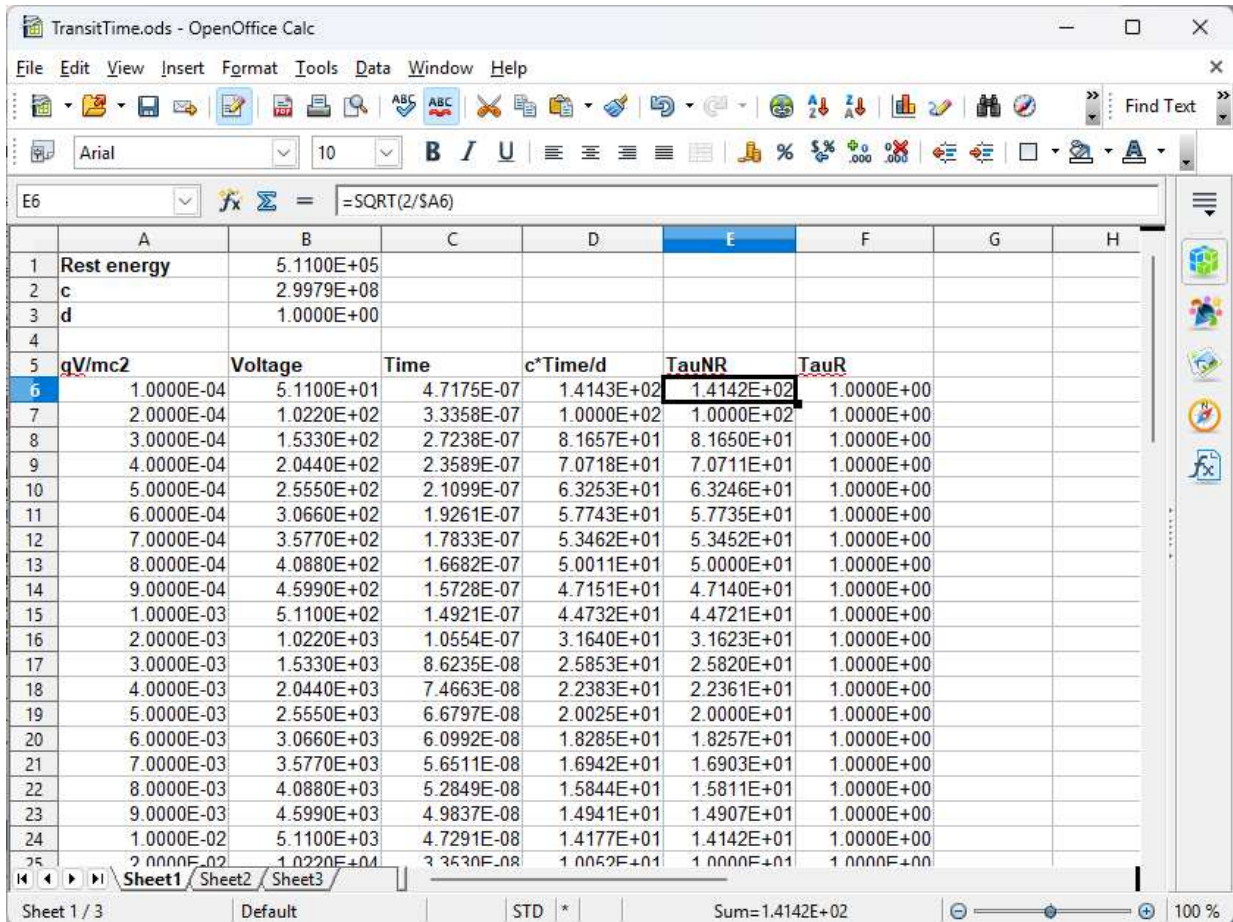 TransitTime.ods - OpenOffice Calc
File Edit View Insert Format Tools Data Window Help
Find Text
Arial 10 B I U
E6 =SQRT(2/$A6)
A B C D E F G H
1 Rest energy 5.1100E+05
2 c 2.9979E+08
3 d 1.0000E+00
4
5 qV/mc2 Voltage Time c*Time/d TauNR TauR
6 1.0000E-04 5.1100E+01 4.7175E-07 1.4143E+02 1.4142E+02 1.0000E+00
7 2.0000E-04 1.0220E+02 3.3358E-07 1.0000E+02 1.0000E+02 1.0000E+00
8 3.0000E-04 1.5330E+02 2.7238E-07 8.1657E+01 8.1650E+01 1.0000E+00
9 4.0000E-04 2.0440E+02 2.3589E-07 7.0718E+01 7.0711E+01 1.0000E+00
10 5.0000E-04 2.5550E+02 2.1099E-07 6.3253E+01 6.3246E+01 1.0000E+00
11 6.0000E-04 3.0660E+02 1.9261E-07 5.7743E+01 5.7735E+01 1.0000E+00
12 7.0000E-04 3.5770E+02 1.7833E-07 5.3462E+01 5.3452E+01 1.0000E+00
13 8.0000E-04 4.0880E+02 1.6682E-07 5.0011E+01 5.0000E+01 1.0000E+00
14 9.0000E-04 4.5990E+02 1.5728E-07 4.7151E+01 4.7140E+01 1.0000E+00
15 1.0000E-03 5.1100E+02 1.4921E-07 4.4732E+01 4.4721E+01 1.0000E+00
16 2.0000E-03 1.0220E+03 1.0554E-07 3.1640E+01 3.1623E+01 1.0000E+00
17 3.0000E-03 1.5330E+03 8.6235E-08 2.5853E+01 2.5820E+01 1.0000E+00
18 4.0000E-03 2.0440E+03 7.4663E-08 2.2383E+01 2.2361E+01 1.0000E+00
19 5.0000E-03 2.5550E+03 6.6797E-08 2.0025E+01 2.0000E+01 1.0000E+00
20 6.0000E-03 3.0660E+03 6.0992E-08 1.8285E+01 1.8257E+01 1.0000E+00
21 7.0000E-03 3.5770E+03 5.6511E-08 1.6942E+01 1.6903E+01 1.0000E+00
22 8.0000E-03 4.0880E+03 5.2849E-08 1.5844E+01 1.5811E+01 1.0000E+00
23 9.0000E-03 4.5990E+03 4.9837E-08 1.4941E+01 1.4907E+01 1.0000E+00
24 1.0000E-02 5.1100E+03 4.7291E-08 1.4177E+01 1.4142E+01 1.0000E+00
25 2.0000E-02 1.0220E+04 3.3530E-08 1.0052E+01 1.0000E+01 1.0000E+00
Sheet1 Sheet2 Sheet3
Sheet 1 / 3 Default STD * Sum=1.4142E+02 100 %